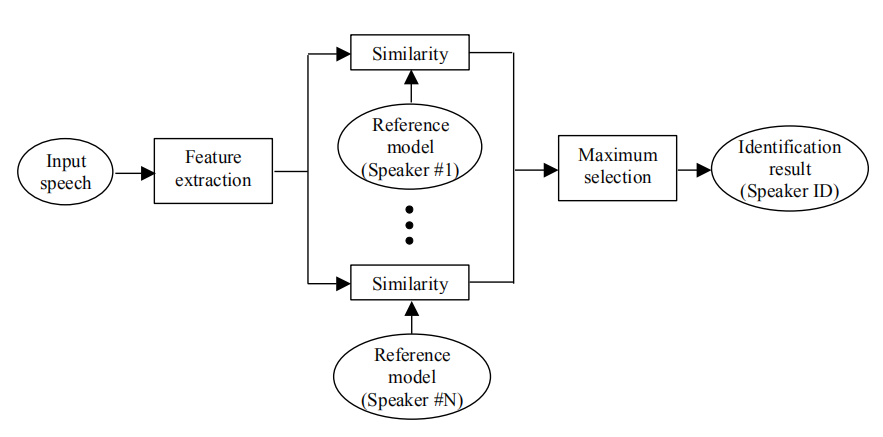 Input
speech
Feature
extraction
Similarity
Reference
model
(Speaker #1)
Similarity
Reference
model
(Speaker #N)
Maximum
selection
Identification
result
(Speaker ID)